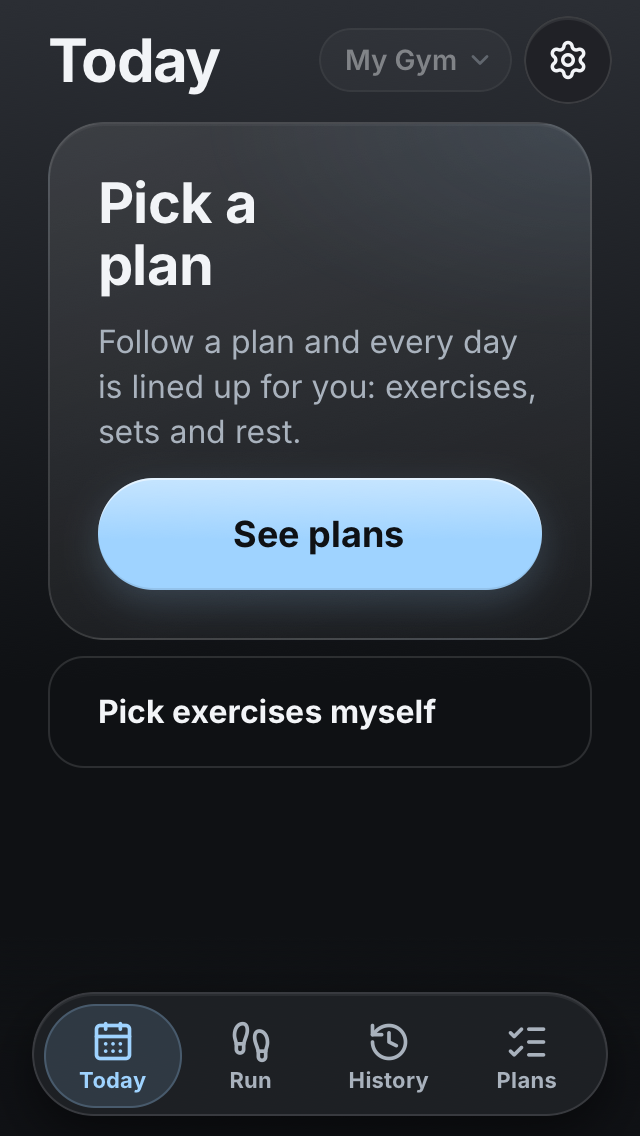 Today
My Gym
Pick a
plan
Follow a plan and every day
is lined up for you: exercises,
sets and rest.
See plans
Pick exercises myself
Today
Run
History
Plans